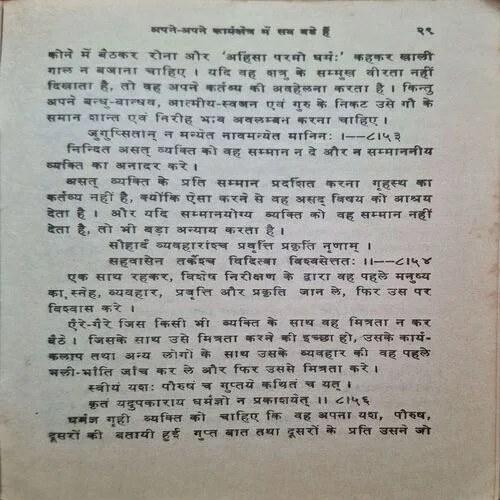 अपने-अपने कार्यक्षेत्र में सब बड़े हैं २९
कोने में बैठकर रोना और 'अहिंसा परमो धर्मः' कहकर खाली
गाल न बजाना चाहिए । यदि वह शत्रु के सम्मुख वीरता नहीं
दिखाता है, तो वह अपने कर्तव्य की अवहेलना करता है । किन्तु
अपने बन्धु-बान्धव, आत्मीय-स्वजन एवं गुरु के निकट उसे गौ के
समान शान्त एवं निरीह भाव अवलम्बन करना चाहिए ।
जुगुप्सितान् न मन्येत नावमन्येत मानिनः ।--८।५३
निन्दित असत् व्यक्ति को वह सम्मान न दे और न सम्माननीय
व्यक्ति का अनादर करे ।
असत् व्यक्ति के प्रति सम्मान प्रदर्शित करना गृहस्थ का
कर्तव्य नहीं है, क्योंकि ऐसा करने से वह असद् विषय को आश्रय
देता है । और यदि सम्मानयोग्य व्यक्ति को वह सम्मान नहीं
देता है, तो भी बड़ा अन्याय करता है ।
सौहार्दं व्यवहारांश्च प्रवृत्तिं प्रकृतिं नृणाम् ।
सहवासेन तर्कैश्च विदित्वा विश्वसेत्ततः ।।--८।५४
एक साथ रहकर, विशेष निरीक्षण के द्वारा वह पहले मनुष्य
का स्नेह, व्यवहार, प्रवृत्ति और प्रकृति जान ले, फिर उस पर
विश्वास करे ।
ऐरे-गैरे जिस किसी भी व्यक्ति के साथ वह मित्रता न कर
बैठे । जिसके साथ उसे मित्रता करने की इच्छा हो, उसके कार्य-
कलाप तथा अन्य लोगों के साथ उसके व्यवहार की वह पहले
भली-भाँति जाँच कर ले और फिर उससे मित्रता करे ।
स्वीयं यशः पौरुषं च गुप्तये कथितं च यत् ।
कृतं यदुपकाराय धर्मज्ञो न प्रकाशयेत् ।। ८।५६
धर्मज्ञ गृही व्यक्ति को चाहिए कि वह अपना यश, पौरुष,
दूसरों की बतायी हुई गुप्त बात तथा दूसरों के प्रति उसने जो